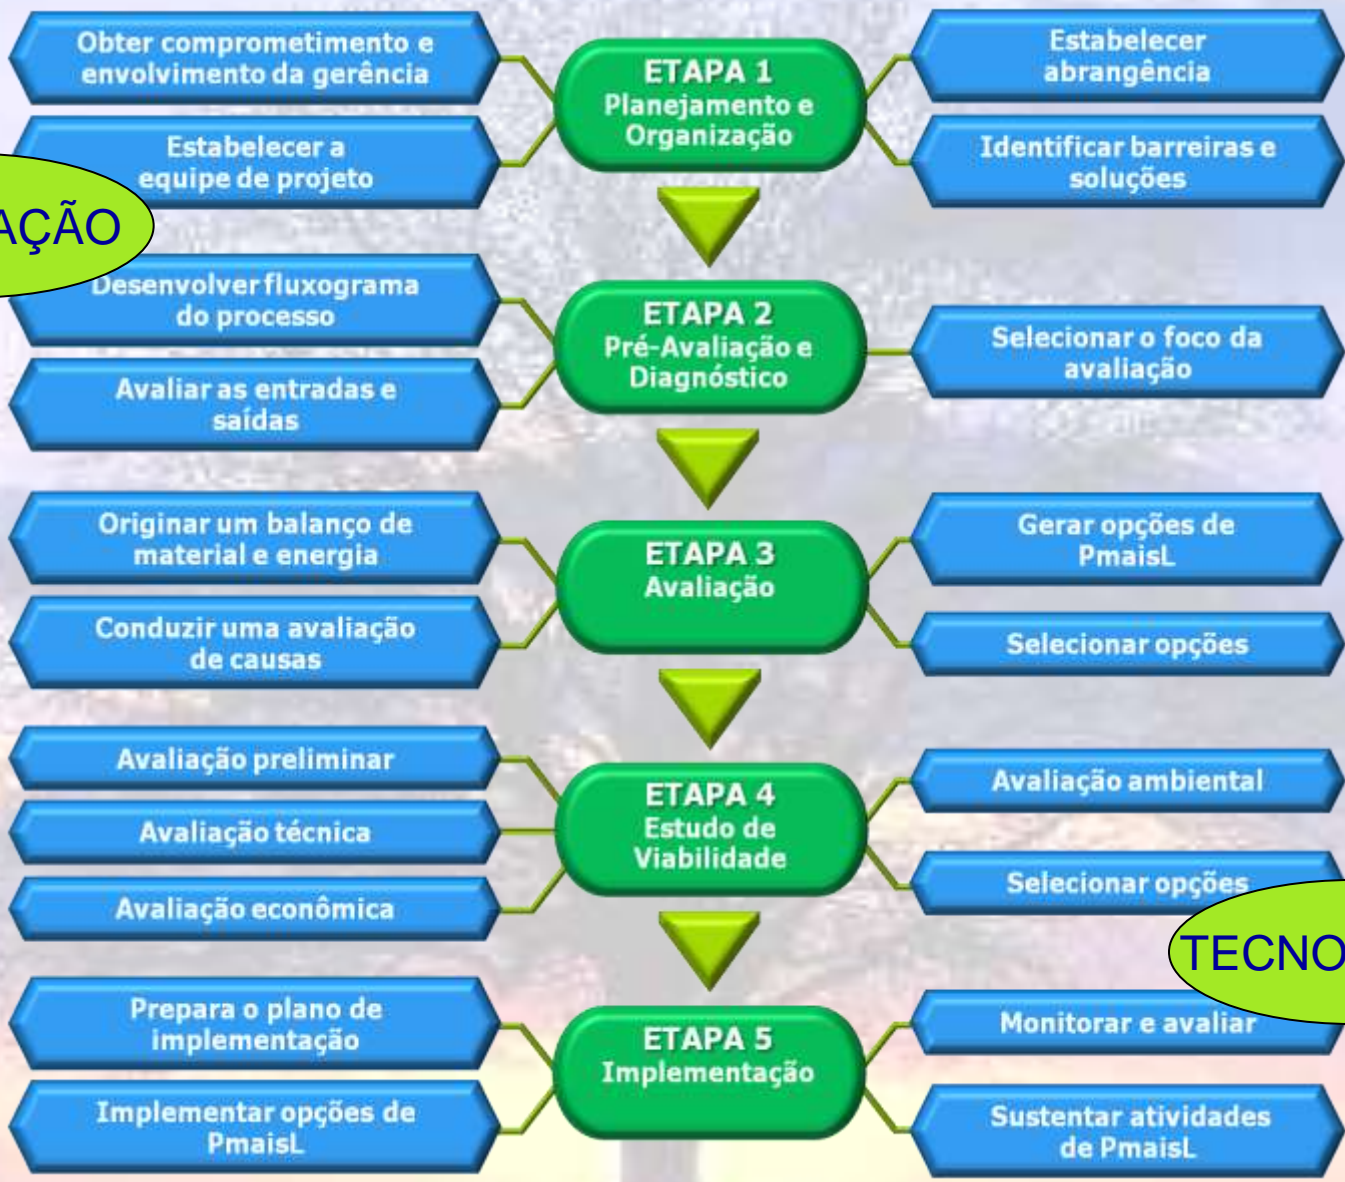 Obter comprometimento e
envolvimento da gerência
Estabelecer a
equipe de projeto
ETAPA 1
Planejamento e
Organização
Estabelecer
abrangência
Identificar barreiras e
soluções
AÇÃO
Desenvolver fluxograma
do processo
Avaliar as entradas e
saídas
ETAPA 2
Pré-Avaliação e
Diagnóstico
Selecionar o foco da
avaliação
Originar um balanço de
material e energia
Conduzir uma avaliação
de causas
ETAPA 3
Avaliação
Gerar opções de
PmaisL
Selecionar opções
Avaliação preliminar
Avaliação técnica
Avaliação econômica
ETAPA 4
Estudo de
Viabilidade
Avaliação ambiental
Selecionar opções
TECNO
Prepara o plano de
implementação
Implementar opções de
PmaisL
ETAPA 5
Implementação
Monitorar e avaliar
Sustentar atividades
de PmaisL